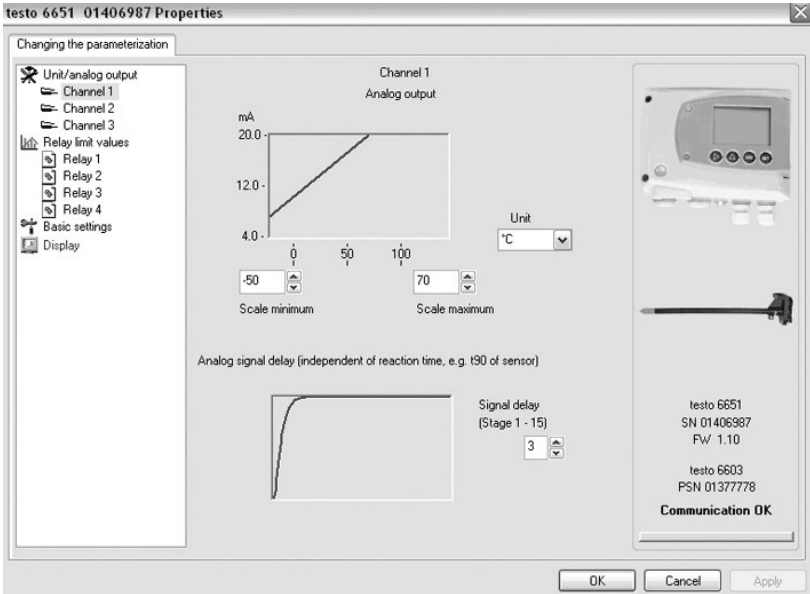 testo 6651 01406987 Properties
Changing the parameterization
Unit/analog output
Channel 1
Channel 2
Channel 3
Relay limit values
Relay 1
Relay 2
Relay 3
Relay 4
Basic settings
Display
Channel 1
Analog output
mA
20.0
12.0
4.0
0 50 100
Unit
°C
-50
70
Scale minimum
Scale maximum
Analog signal delay (independent of reaction time, e.g. t90 of sensor)
Signal delay
(Stage 1 - 15)
3
testo 6651
SN 01406987
FW 1.10
testo 6603
PSN 01377778
Communication OK
OK
Cancel
Apply